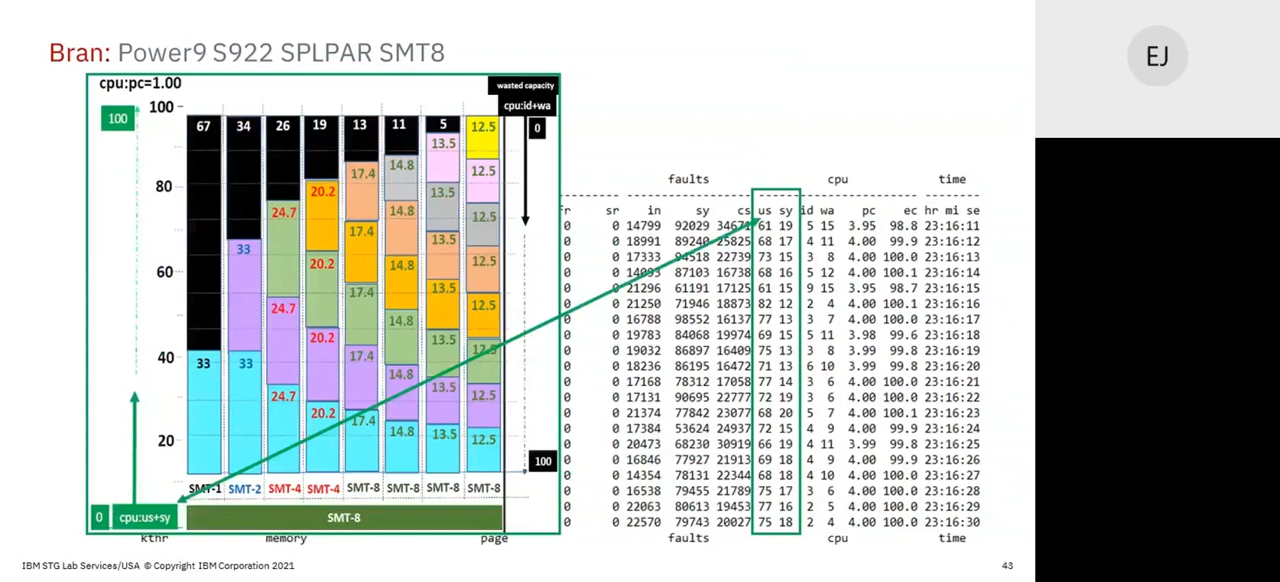 Bran: Power9 S922 SPLPAR SMT8
EJ
cpu:pc=1.00
wasted capacity
cpu:id+wa
100
100
0
67 34 26 19 13 11 5 12.5
13.5
14.8
17.4
12.5
80
20.2
13.5
24.7
14.8
12.5
17.4
13.5
33
20.2
14.8
12.5
60
17.4
13.5
24.7
14.8
12.5
20.2
13.5
12.5
40
33 33
17.4
14.8
13.5
12.5
24.7
20.2
17.4
14.8 13.5 12.5
20
100
SMT-1 SMT-2 SMT-4 SMT-4 SMT-8 SMT-8 SMT-8 SMT-8
0 cpu:us+sy
SMT-8
faults cpu time
fr sr in sy cs us sy id wa pc ec hr mi se
0 0 14799 92029 34671 61 19 5 15 3.95 98.8 23:16:11
0 0 18991 89240 25825 68 17 4 11 4.00 99.9 23:16:12
0 0 17333 94518 22739 73 15 3 8 4.00 100.0 23:16:13
0 0 14093 87103 16738 68 16 5 12 4.00 100.1 23:16:14
0 0 21296 61191 17125 61 15 9 15 3.95 98.7 23:16:15
0 0 21250 71946 18873 82 12 2 4 4.00 100.1 23:16:16
0 0 16788 98552 16137 77 13 3 7 4.00 100.0 23:16:17
0 0 19783 84068 19974 69 15 5 11 3.98 99.6 23:16:18
0 0 19032 86897 16409 75 13 3 8 3.99 99.8 23:16:19
0 0 18236 86195 16472 71 13 6 10 3.99 99.8 23:16:20
0 0 17168 78312 17058 77 14 3 6 4.00 100.0 23:16:21
0 0 17131 90695 22777 72 19 3 6 4.00 100.0 23:16:22
0 0 21374 77842 23077 68 20 5 7 4.00 100.1 23:16:23
0 0 17384 53624 24937 72 15 4 9 4.00 99.9 23:16:24
0 0 20473 68230 30919 66 19 4 11 3.99 99.8 23:16:25
0 0 16846 77927 21913 69 18 4 9 4.00 99.9 23:16:26
0 0 14354 78131 22344 68 18 4 10 4.00 100.0 23:16:27
0 0 16538 79455 21789 75 17 3 6 4.00 100.0 23:16:28
0 0 22063 80613 19453 77 16 2 5 4.00 100.0 23:16:29
0 0 22570 79743 20027 75 18 2 4 4.00 100.0 23:16:30
kthr memory page faults cpu time
IBM STG Lab Services/USA © Copyright IBM Corporation 2021
43